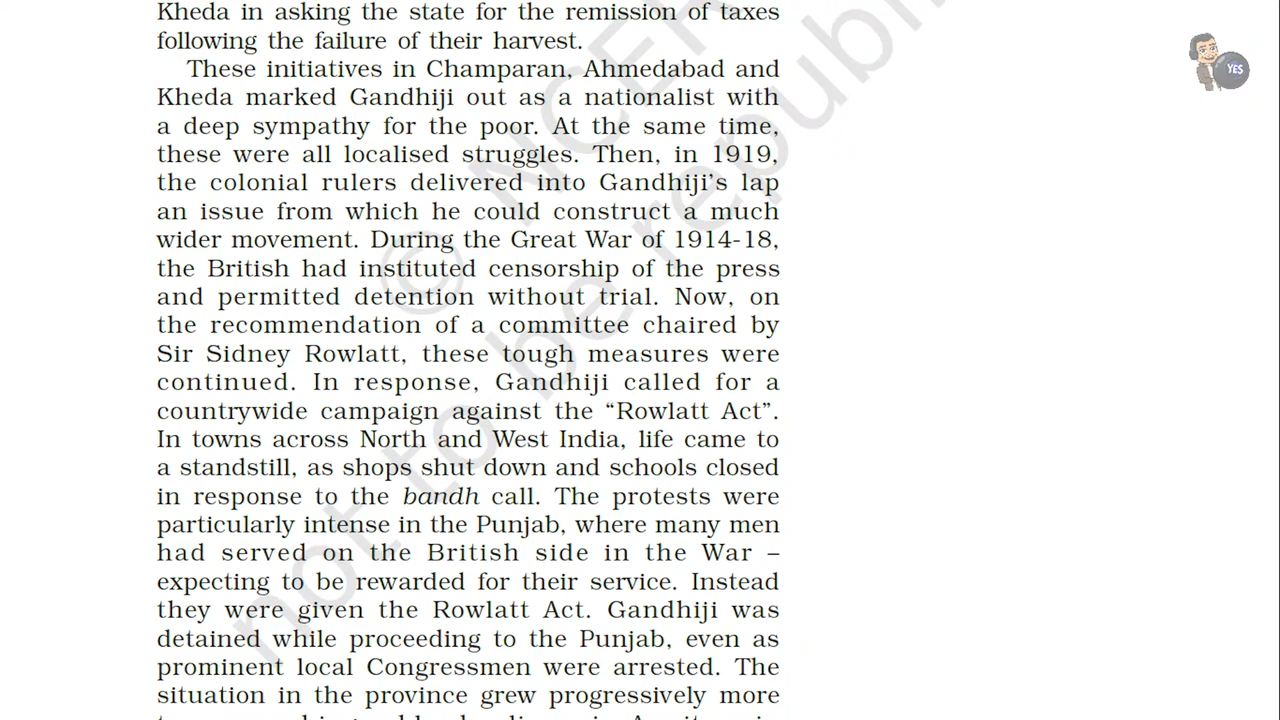 Kheda in asking the state for the remission of taxes
following the failure of their harvest.
These initiatives in Champaran, Ahmedabad and
Kheda marked Gandhiji out as a nationalist with
a deep sympathy for the poor. At the same time,
these were all localised struggles. Then, in 1919,
the colonial rulers delivered into Gandhiji's lap
an issue from which he could construct a much
wider movement. During the Great War of 1914-18,
the British had instituted censorship of the press
and permitted detention without trial. Now, on
the recommendation of a committee chaired by
Sir Sidney Rowlatt, these tough measures were
continued. In response, Gandhiji called for a
countrywide campaign against the “Rowlatt Act”.
In towns across North and West India, life came to
a standstill, as shops shut down and schools closed
in response to the bandh call. The protests were
particularly intense in the Punjab, where many men
had served on the British side in the War –
expecting to be rewarded for their service. Instead
they were given the Rowlatt Act. Gandhiji was
detained while proceeding to the Punjab, even as
prominent local Congressmen were arrested. The
situation in the province grew progressively more
YES
© NCER
not to be republi